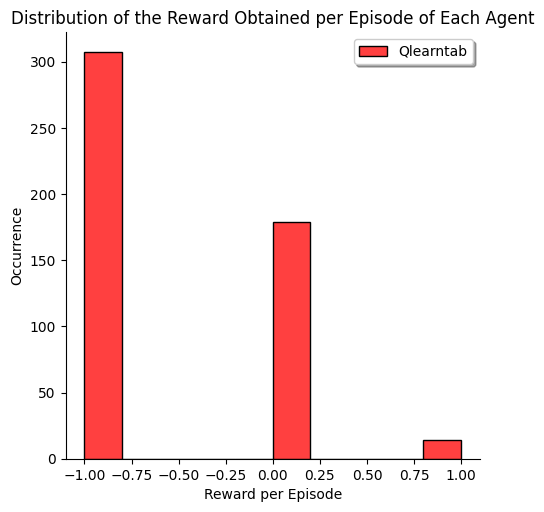 Distribution of the Reward Obtained per Episode of Each Agent
Qlearntab
300
250
200
150
100
50
0
−1.00 −0.75 −0.50 −0.25 0.00 0.25 0.50 0.75 1.00
Occurrence
Reward per Episode